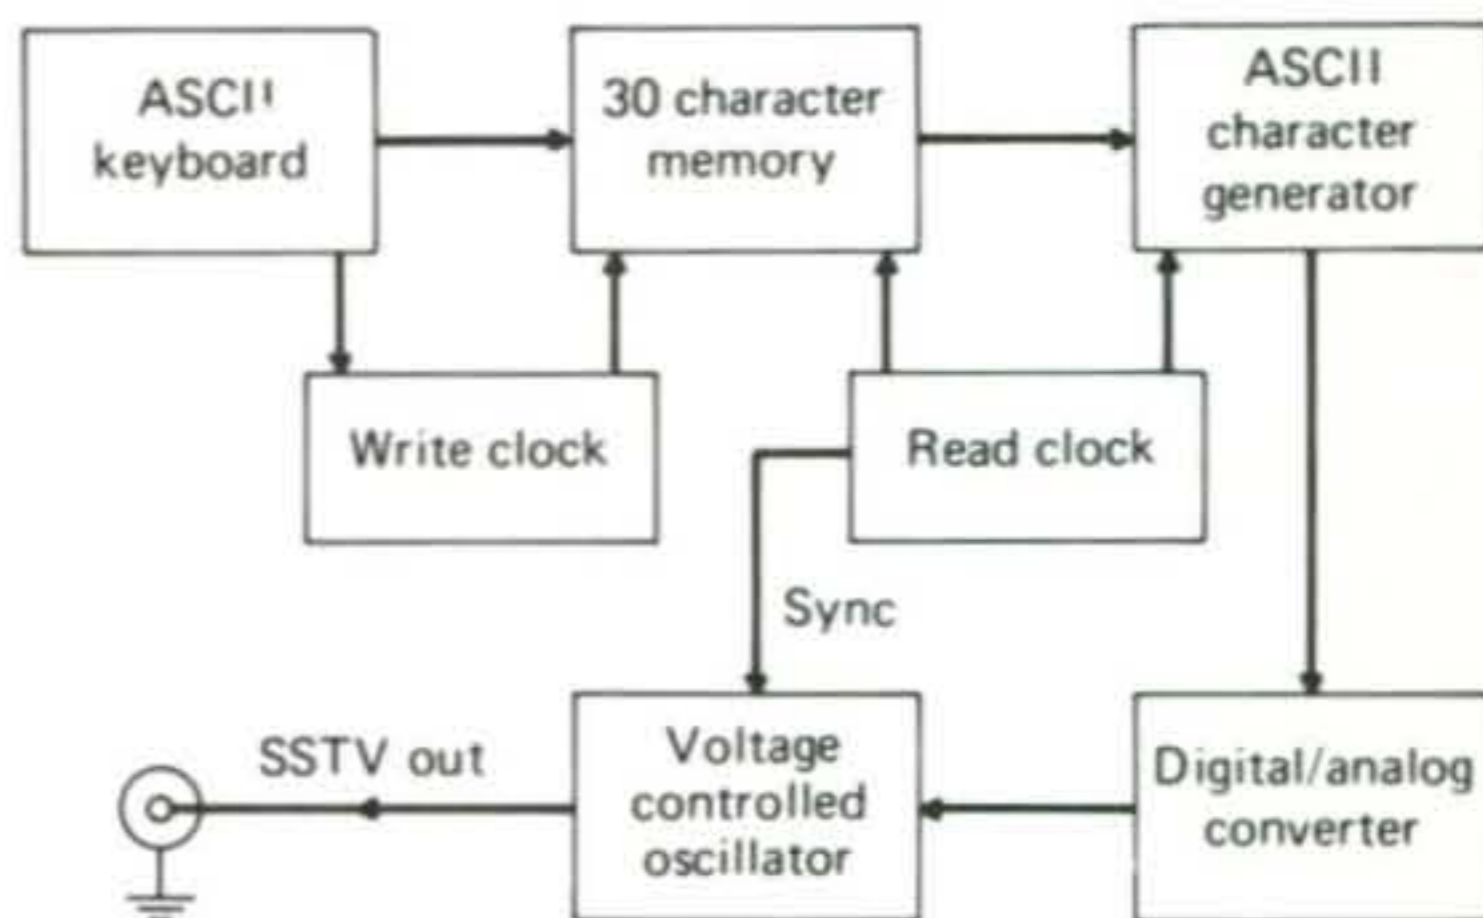 ASCII
keyboard
30 character
memory
ASCII
character
generator
Write clock
Read clock
Sync
SSTV out
Voltage
controlled
oscillator
Digital/analog
converter